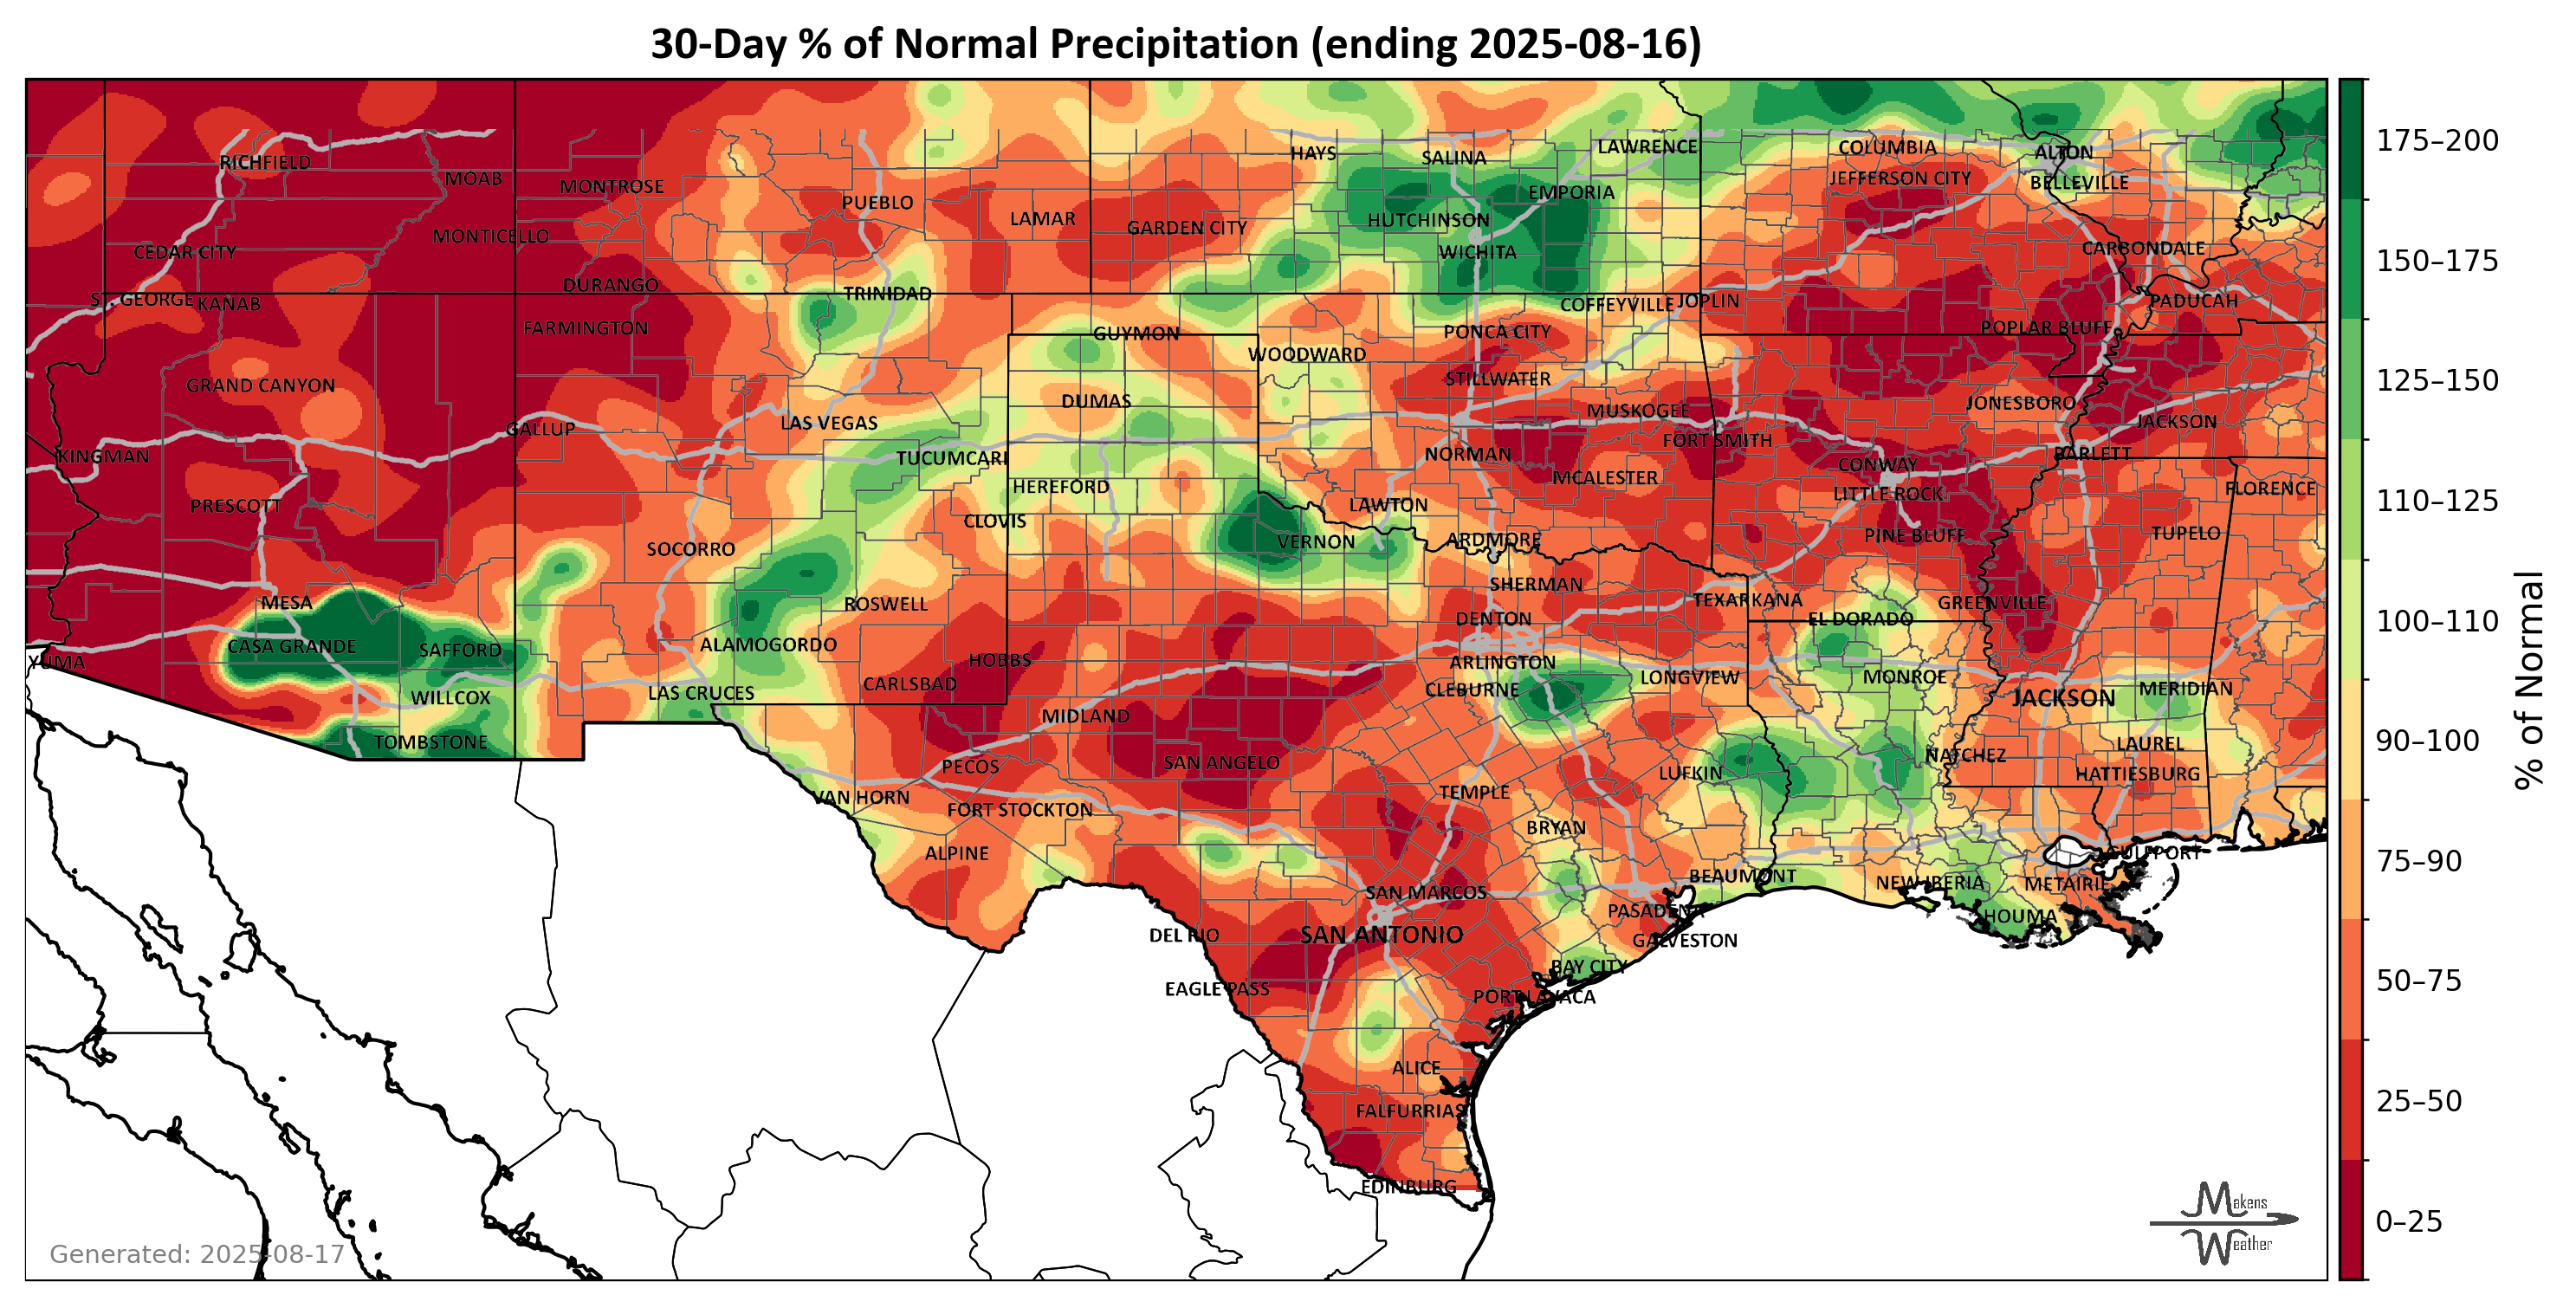 30-Day % of Normal Precipitation (ending 2025-08-16)
HAYS
SALINA
LAWRENCE
COLUMBIA
ALTON
RICHFIELD
MOAB
MONTROSE
EMPORIA
JEFFERSON CITY
BELLEVILLE
PUEBLO
LAMAR
GARDEN CITY
HUTCHINSON
MONTICELLO
CEDAR CITY
WICHITA
CARBONDALE
DURANGO
TRINIDAD
ST. GEORGE
KANAB
COFFEYVILLE
JOPLIN
PADUCAH
FARMINGTON
GUYMON
PONCA CITY
POPLAR BLUFF
WOODWARD
GRAND CANYON
STILLWATER
DUMAS
MUSKOGEE
JONESBORO
LAS VEGAS
JACKSON
GALLUP
FORT SMITH
KINGMAN
TUCUMCARI
NORMAN
BARLETT
CONWAY
MCALESTER
HEREFORD
LITTLE ROCK
FLORENCE
PRESCOTT
LAWTON
CLOVIS
PINE BLUFF
TUPELO
SOCORRO
VERNON
ARDMORE
SHERMAN
MESA
ROSWELL
TEXARKANA
GREENVILLE
DENTON
EL DORADO
CASA GRANDE
SAFFORD
ALAMOGORDO
YUMA
HOBBS
ARLINGTON
CARLSBAD
CLEBURNE
LONGVIEW
MONROE
WILLCOX
LAS CRUCES
JACKSON
MERIDIAN
MIDLAND
TOMBSTONE
LAUREL
PECOS
SAN ANGELO
LUFKIN
NATCHEZ
HATTIESBURG
VAN HORN
FORT STOCKTON
TEMPLE
BRYAN
ALPINE
GULFPORT
BEAUMONT
NEW IBERIA
METAIRIE
SAN MARCOS
PASADENA
HOUMA
DEL RIO
SAN ANTONIO
GALVESTON
BAY CITY
EAGLE PASS
PORT LAVACA
ALICE
FALFURRIAS
EDINBURG
175–200
150–175
125–150
110–125
100–110
90–100
75–90
50–75
25–50
0–25
% of Normal
Generated: 2025-08-17
Makens
Weather